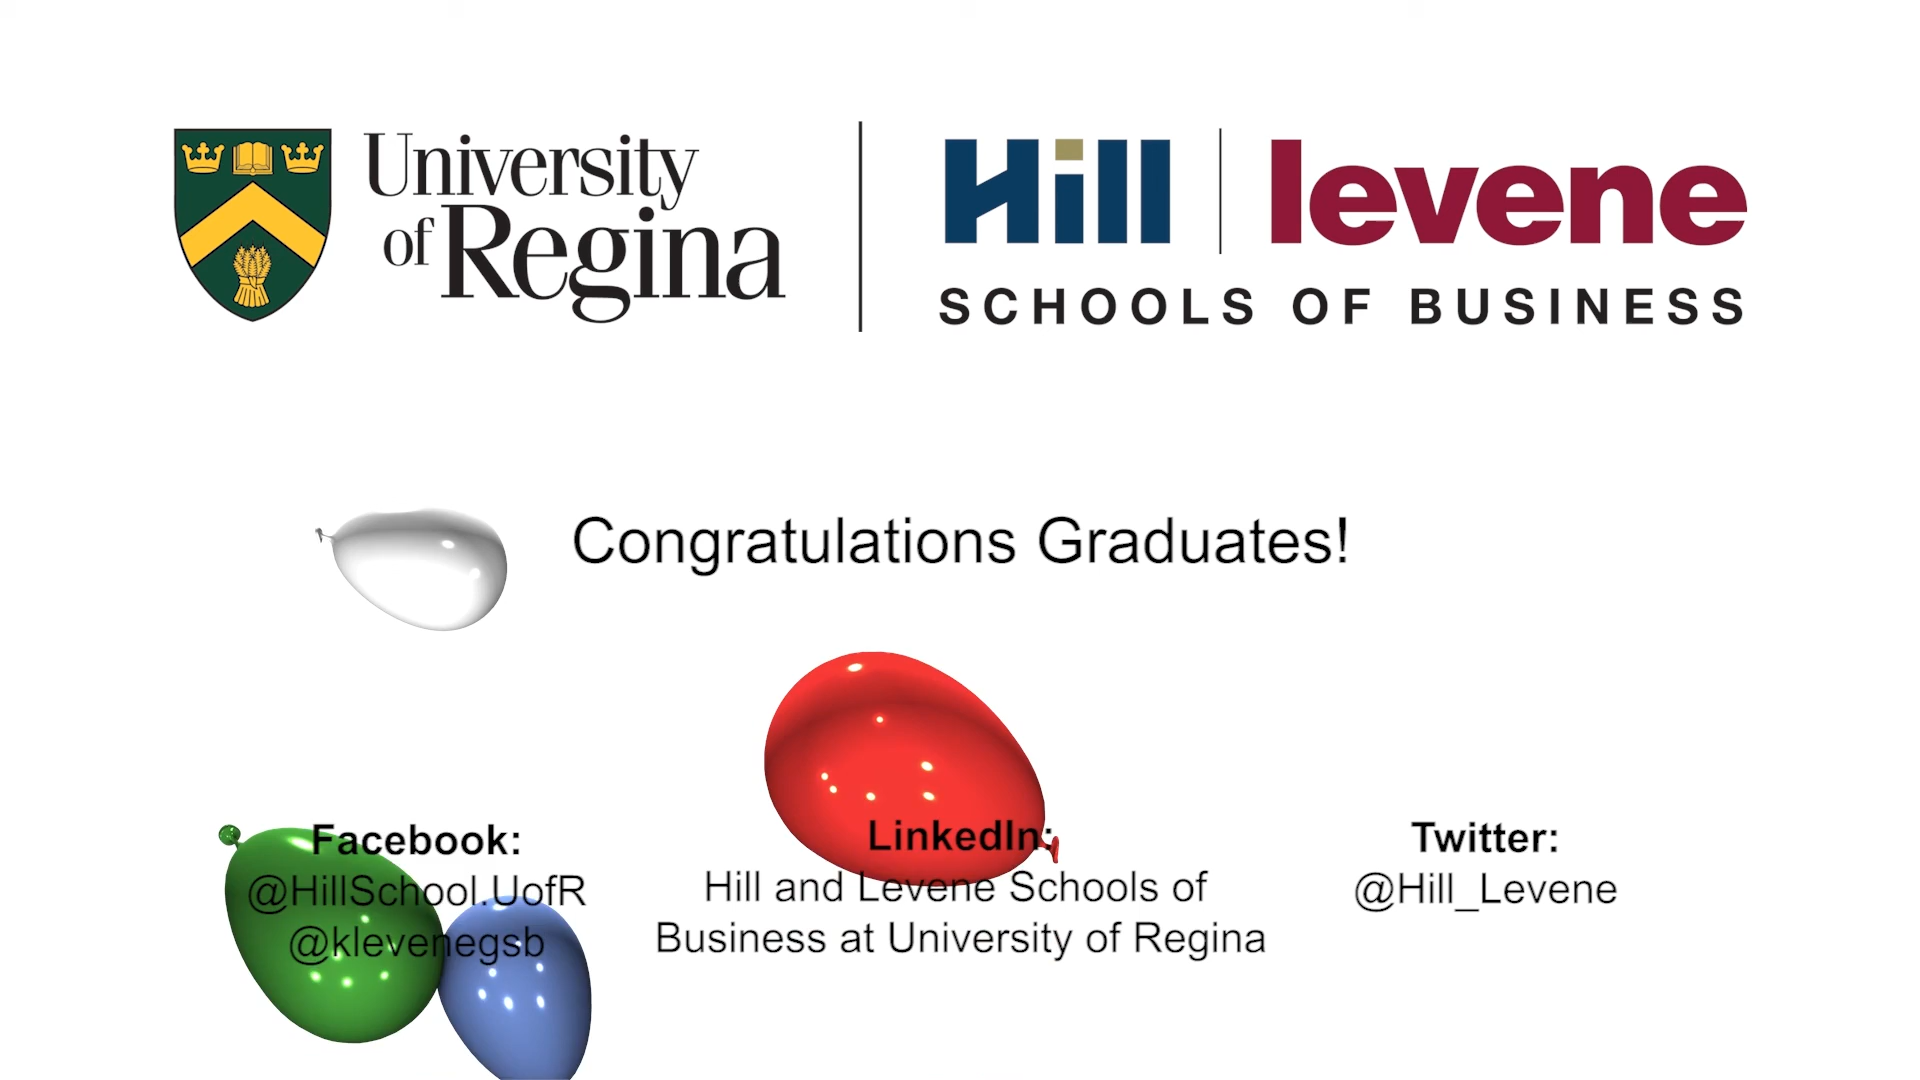 University
of Regina
Hill levene
SCHOOLS OF BUSINESS
Congratulations Graduates!
Facebook:
@HillSchool.UofR
@klevenegsb
LinkedIn:
Hill and Levene Schools of
Business at University of Regina
Twitter:
@Hill_Levene